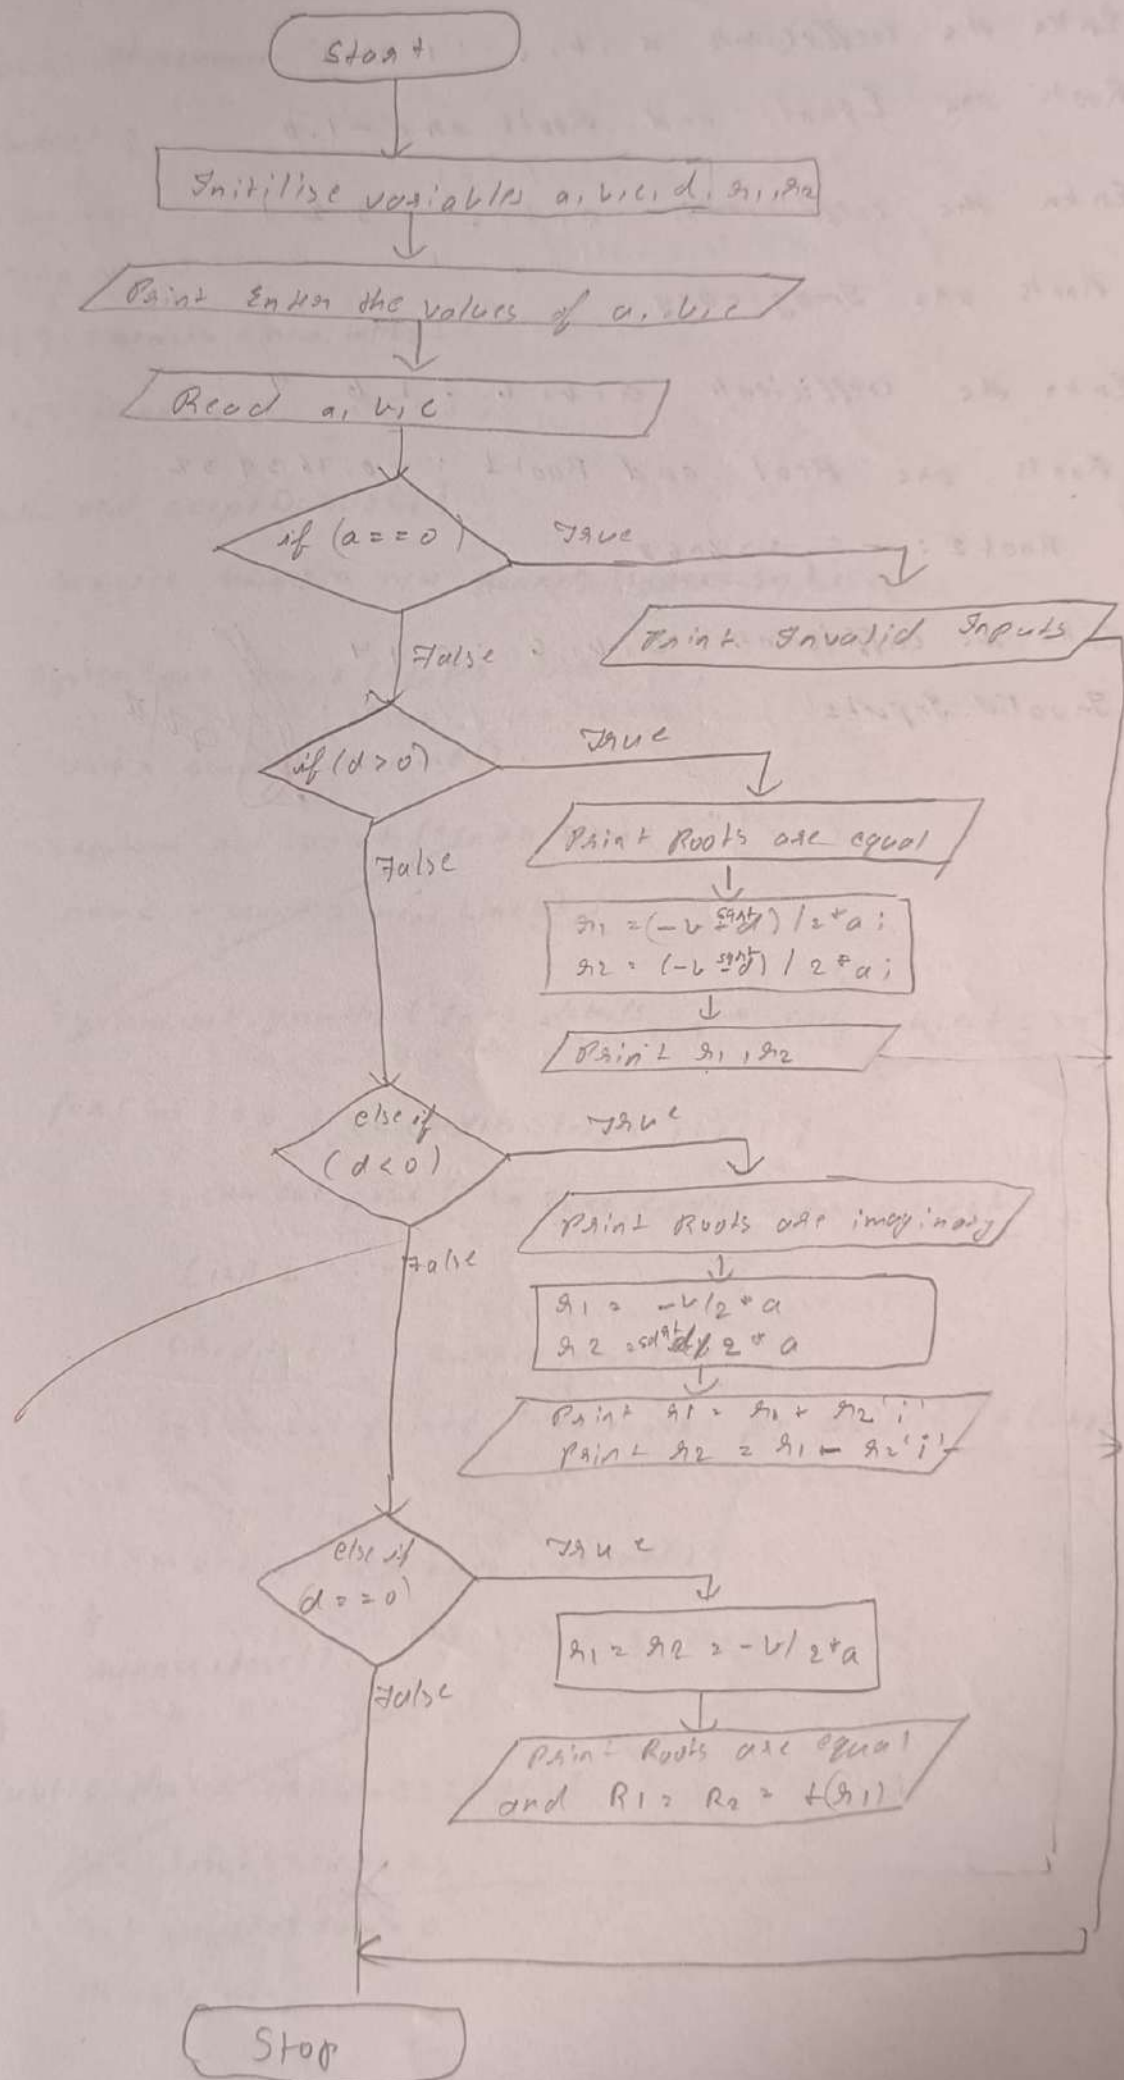 Start
Initilise variables a, b, c, d, r1, r2
Print Enter the values of a, b, c
Read a, b, c
if (a==0)
True
Print Invalid Inputs
False
if (d>0)
True
Print Roots are equal
False
r1 = (-b + sqrt d) / 2*a;
r2 = (-b - sqrt d) / 2*a;
Print r1, r2
else if
(d<0)
True
Print Roots are imaginary
False
r1 = -b/2*a
r2 = sqrt d/2*a
Print r1 = r1 + r2'i'
Print r2 = r1 - r2'i'
else if
(d==0)
True
r1 = r2 = -b/2*a
False
Print Roots are equal
and R1 = R2 = (r1)
Stop